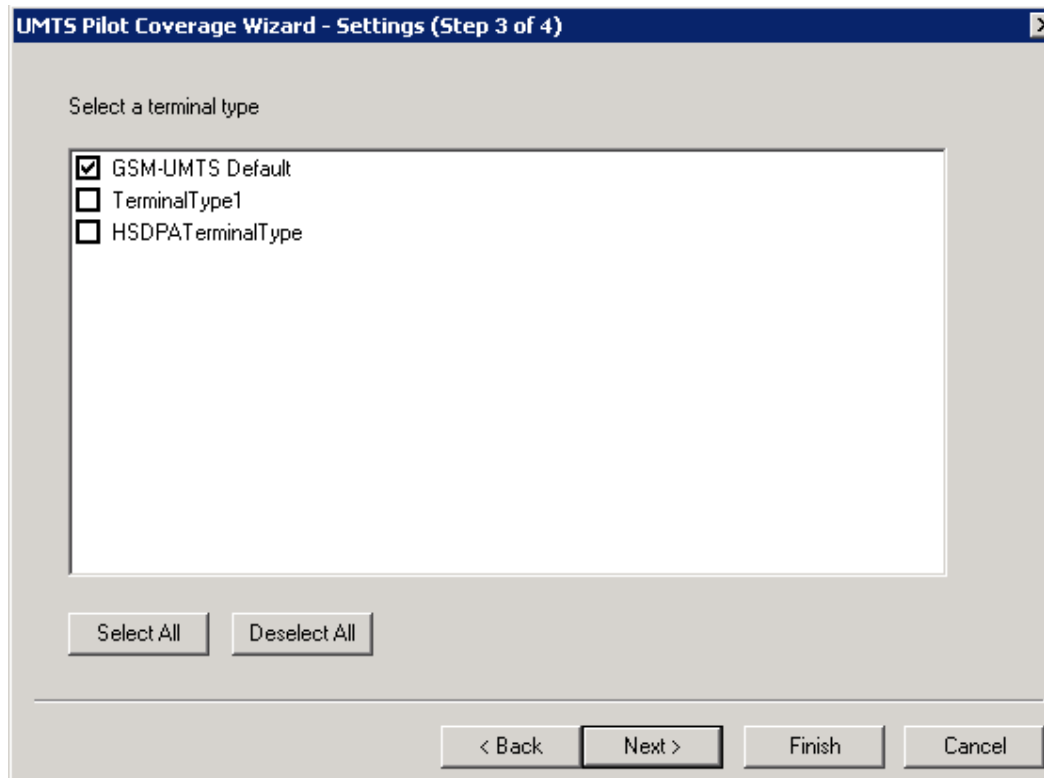 UMTS Pilot Coverage Wizard - Settings (Step 3 of 4)
Select a terminal type
GSM-UMTS Default
TerminalType1
HSDPATerminalType
Select All Deselect All
< Back Next > Finish Cancel